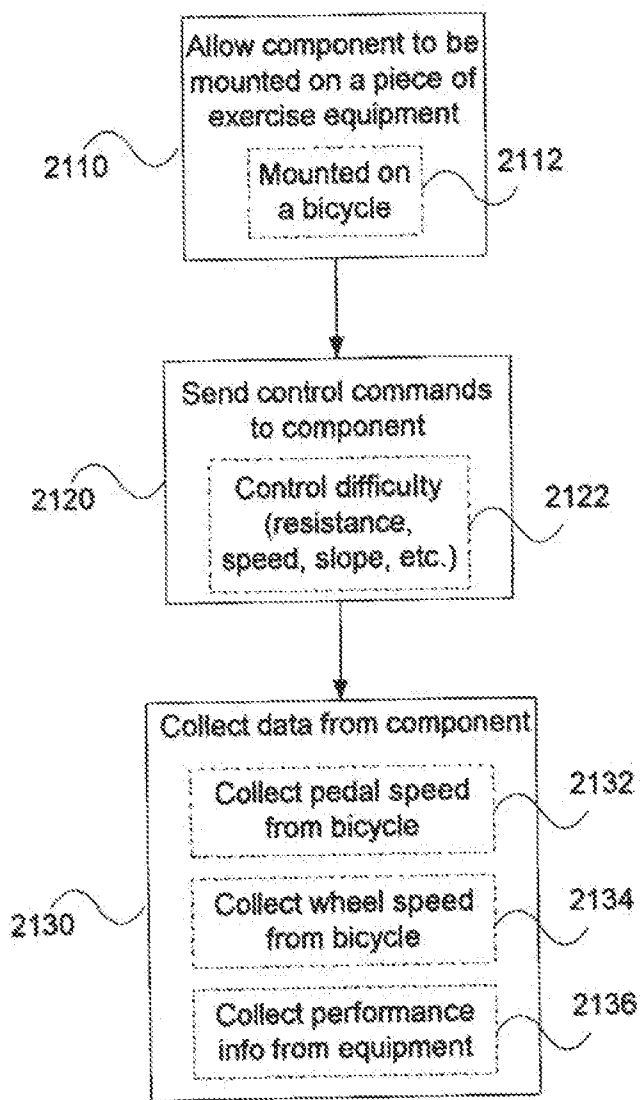 Allow component to be
mounted on a piece of
exercise equipment
2110
Mounted on
a bicycle
2112
Send control commands
to component
2120
Control difficulty
(resistance,
speed, slope, etc.)
2122
Collect data from component
2130
Collect pedal speed
from bicycle
2132
Collect wheel speed
from bicycle
2134
Collect performance
info from equipment
2136